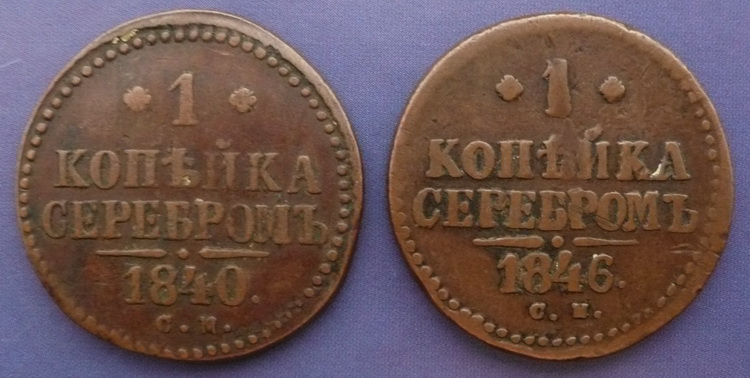 1
КОПѢЙКА
СЕРЕБРОМЪ
1840.
С. М.
1
КОПѢЙКА
СЕРЕБРОМЪ
1846.
С. М.